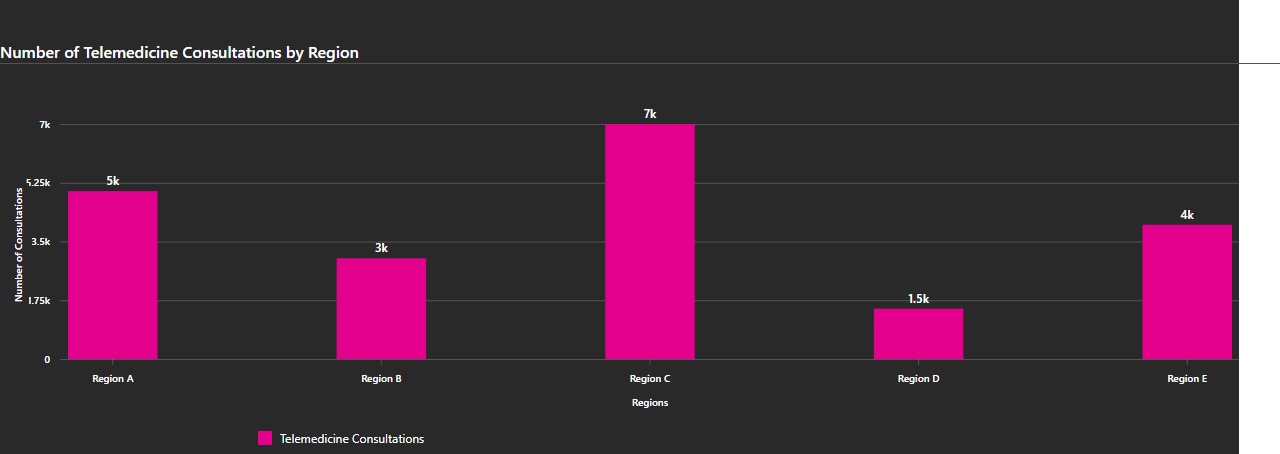 Number of Telemedicine Consultations by Region
Number of Consultations
7k
5.25k
3.5k
1.75k
0
5k
3k
7k
1.5k
4k
Region A
Region B
Region C
Region D
Region E
Regions
Telemedicine Consultations